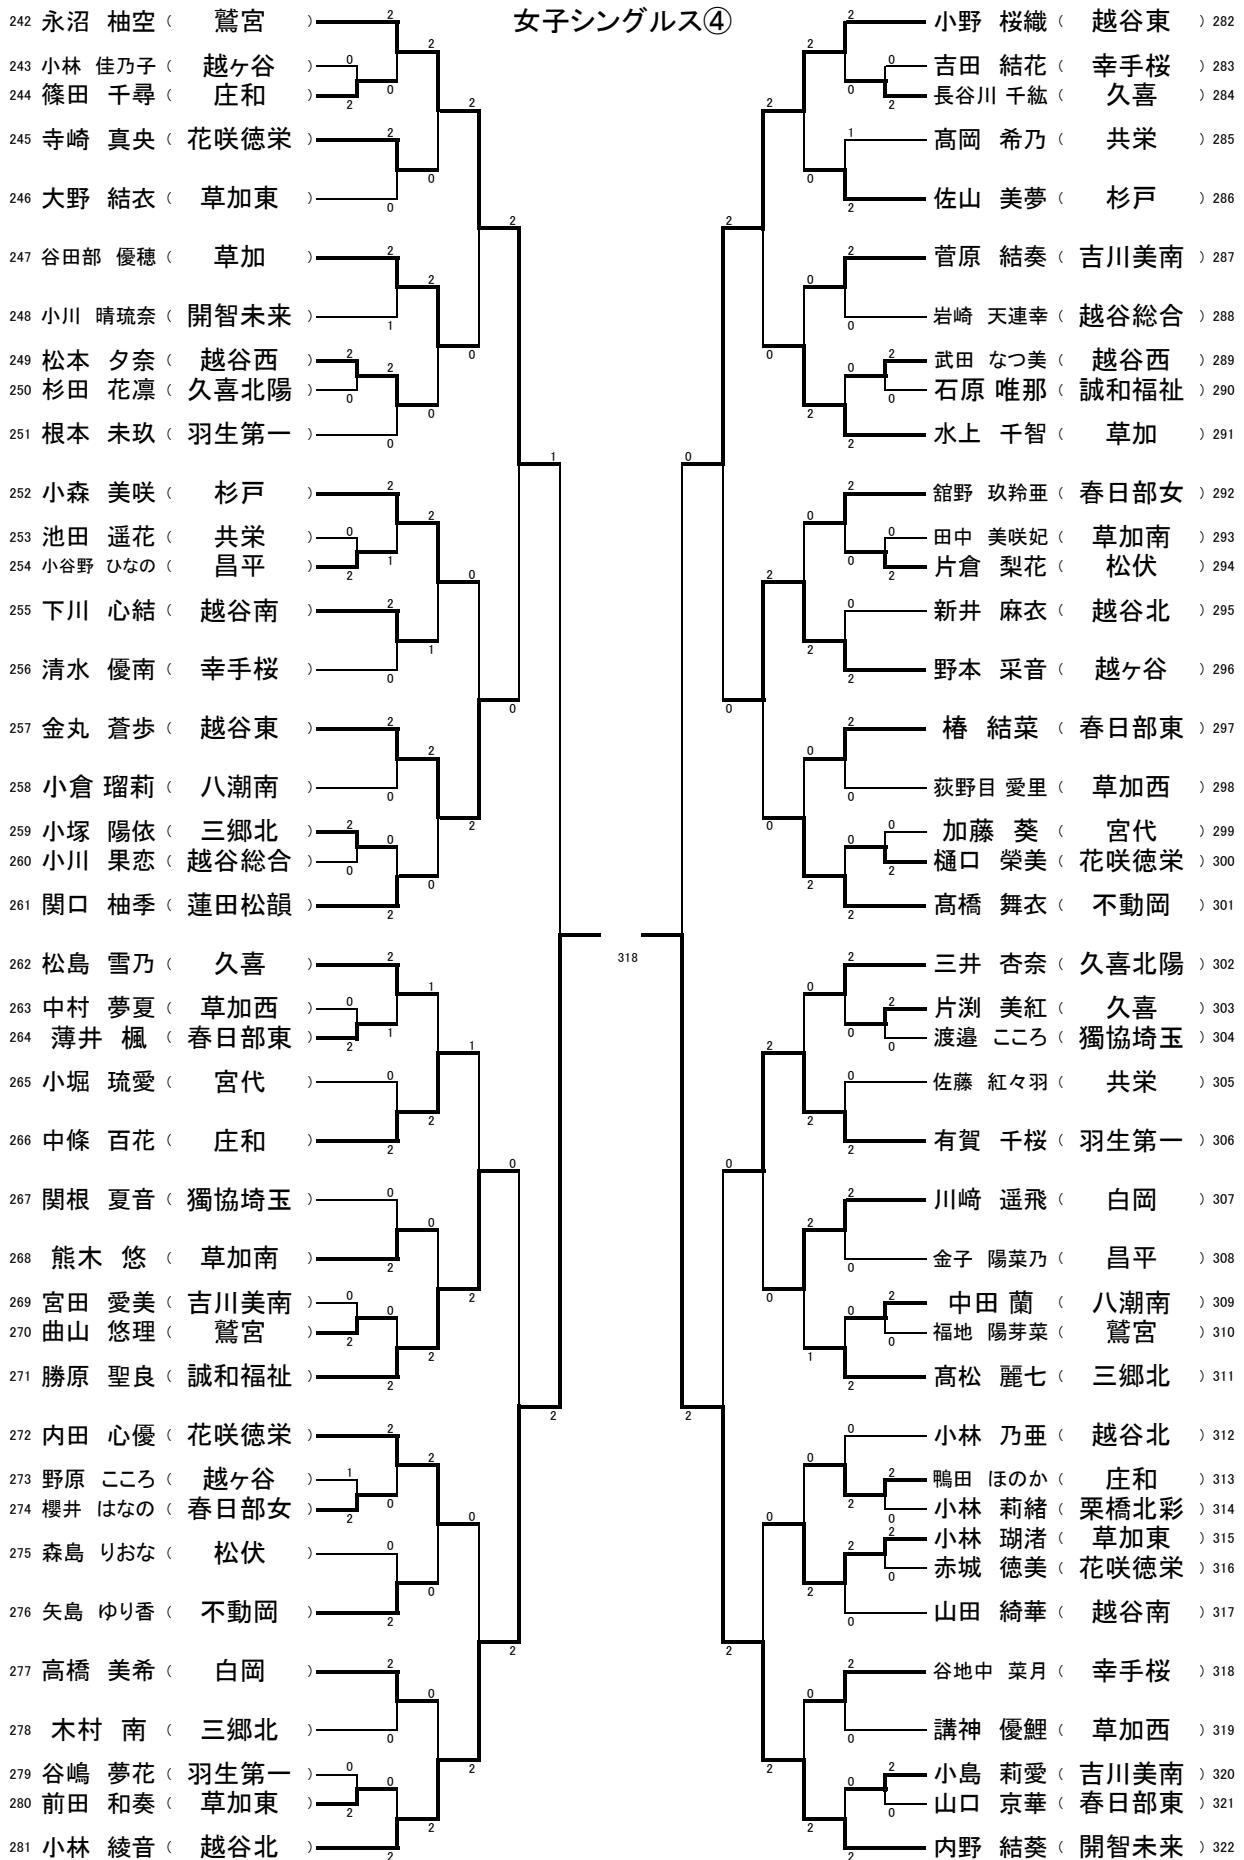 女子シングルス④
242 永沼 柚空 ( 鷲宮 )
243 小林 佳乃子 ( 越ヶ谷 )
244 篠田 千尋 ( 庄和 )
245 寺崎 真央 ( 花咲徳栄 )
246 大野 結衣 ( 草加東 )
247 谷田部 優穂 ( 草加 )
248 小川 晴琉奈 ( 開智未来 )
249 松本 夕奈 ( 越谷西 )
250 杉田 花凛 ( 久喜北陽 )
251 根本 未玖 ( 羽生第一 )
252 小森 美咲 ( 杉戸 )
253 池田 遥花 ( 共栄 )
254 小谷野 ひなの ( 昌平 )
255 下川 心結 ( 越谷南 )
256 清水 優南 ( 幸手桜 )
257 金丸 蒼歩 ( 越谷東 )
258 小倉 瑠莉 ( 八潮南 )
259 小塚 陽依 ( 三郷北 )
260 小川 果恋 ( 越谷総合 )
261 関口 柚季 ( 蓮田松韻 )
262 松島 雪乃 ( 久喜 )
263 中村 夢夏 ( 草加西 )
264 薄井 楓 ( 春日部東 )
265 小堀 琉愛 ( 宮代 )
266 中條 百花 ( 庄和 )
267 関根 夏音 ( 獨協埼玉 )
268 熊木 悠 ( 草加南 )
269 宮田 愛美 ( 吉川美南 )
270 曲山 悠理 ( 鷲宮 )
271 勝原 聖良 ( 誠和福祉 )
272 内田 心優 ( 花咲徳栄 )
273 野原 こころ ( 越ヶ谷 )
274 櫻井 はなの ( 春日部女 )
275 森島 りおな ( 松伏 )
276 矢島 ゆり香 ( 不動岡 )
277 高橋 美希 ( 白岡 )
278 木村 南 ( 三郷北 )
279 谷嶋 夢花 ( 羽生第一 )
280 前田 和奏 ( 草加東 )
281 小林 綾音 ( 越谷北 )
318
小野 桜織 ( 越谷東 ) 282
吉田 結花 ( 幸手桜 ) 283
長谷川 千紘 ( 久喜 ) 284
髙岡 希乃 ( 共栄 ) 285
佐山 美夢 ( 杉戸 ) 286
菅原 結奏 ( 吉川美南 ) 287
岩崎 天連幸 ( 越谷総合 ) 288
武田 なつ美 ( 越谷西 ) 289
石原 唯那 ( 誠和福祉 ) 290
水上 千智 ( 草加 ) 291
舘野 玖羚亜 ( 春日部女 ) 292
田中 美咲妃 ( 草加南 ) 293
片倉 梨花 ( 松伏 ) 294
新井 麻衣 ( 越谷北 ) 295
野本 采音 ( 越ヶ谷 ) 296
椿 結菜 ( 春日部東 ) 297
荻野目 愛里 ( 草加西 ) 298
加藤 葵 ( 宮代 ) 299
樋口 榮美 ( 花咲徳栄 ) 300
髙橋 舞衣 ( 不動岡 ) 301
三井 杏奈 ( 久喜北陽 ) 302
片渕 美紅 ( 久喜 ) 303
渡邉 こころ ( 獨協埼玉 ) 304
佐藤 紅々羽 ( 共栄 ) 305
有賀 千桜 ( 羽生第一 ) 306
川﨑 遥飛 ( 白岡 ) 307
金子 陽菜乃 ( 昌平 ) 308
中田 蘭 ( 八潮南 ) 309
福地 陽芽菜 ( 鷲宮 ) 310
髙松 麗七 ( 三郷北 ) 311
小林 乃亜 ( 越谷北 ) 312
鴨田 ほのか ( 庄和 ) 313
小林 莉緒 ( 栗橋北彩 ) 314
小林 瑚渚 ( 草加東 ) 315
赤城 徳美 ( 花咲徳栄 ) 316
山田 綺華 ( 越谷南 ) 317
谷地中 菜月 ( 幸手桜 ) 318
講神 優鯉 ( 草加西 ) 319
小島 莉愛 ( 吉川美南 ) 320
山口 京華 ( 春日部東 ) 321
内野 結葵 ( 開智未来 ) 322